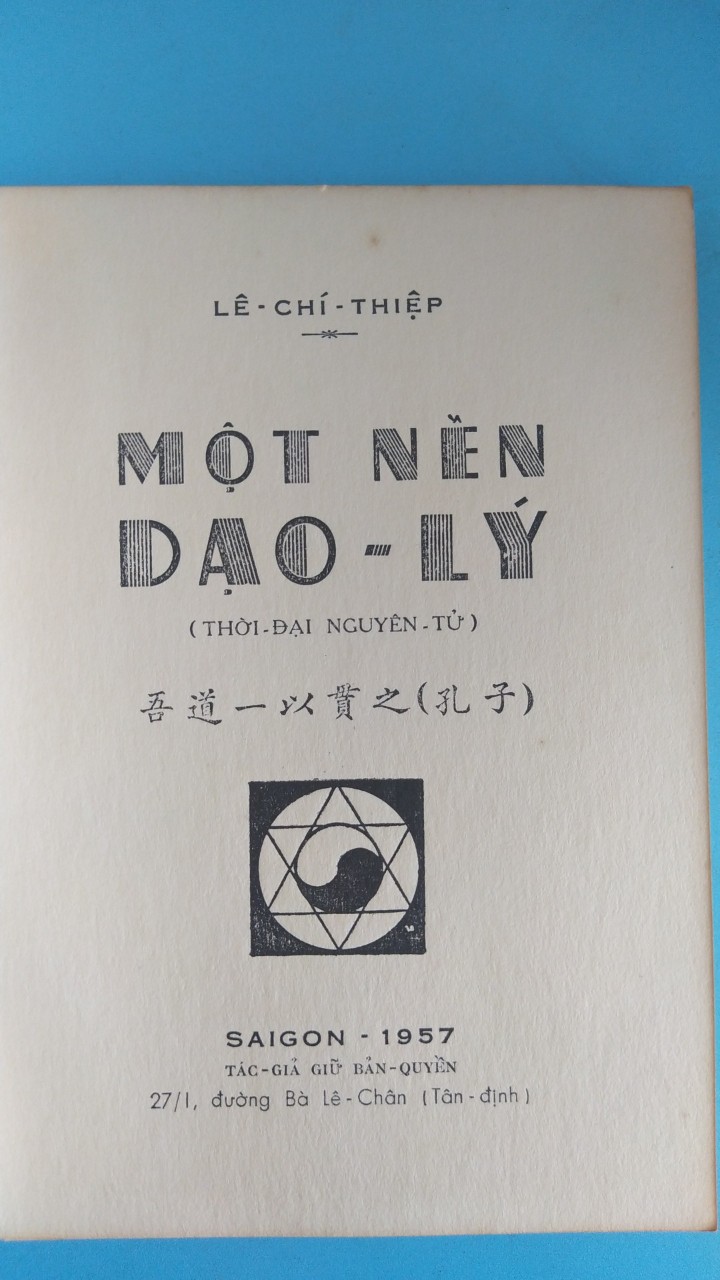 LÊ - CHÍ - THIỆP
MỘT NỀN
DẠO - LÝ
(THỜI-ĐẠI NGUYÊN-TỬ)
吾道一以貫之(孔子)
SAIGON - 1957
TÁC-GIẢ GIỮ BẢN-QUYỀN
27/1, đường Bà Lê-Chân (Tân-định)